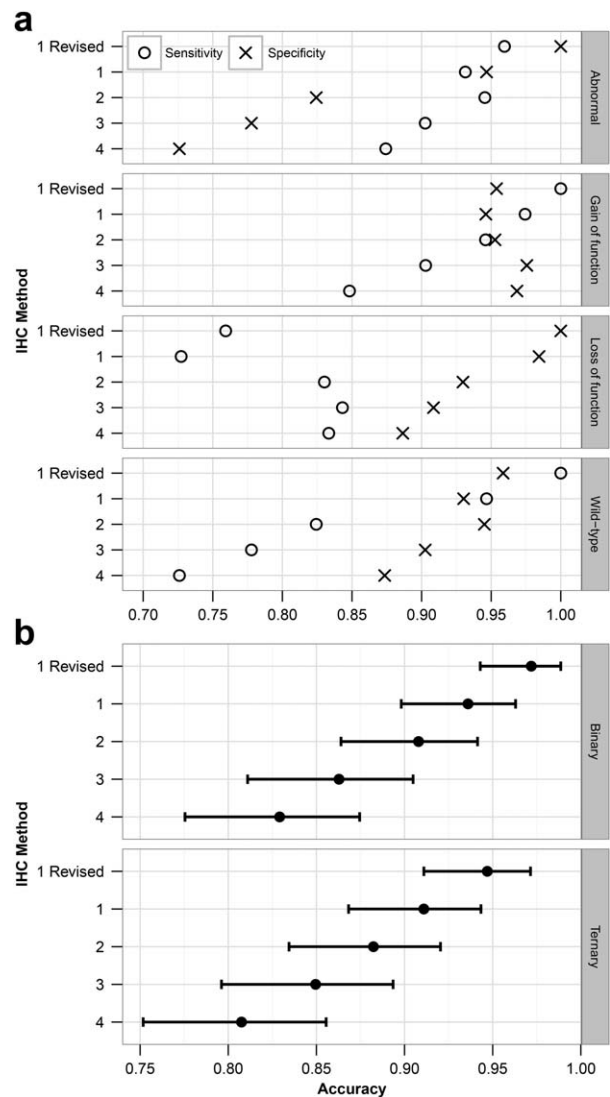 a
Sensitivity
Specificity
1 Revised
1
2
3
4
Abnormal
1 Revised
1
2
3
4
Gain of function
1 Revised
1
2
3
4
Loss of function
1 Revised
1
2
3
4
Wild-type
IHC Method
0.70 0.75 0.80 0.85 0.90 0.95 1.00
b
1 Revised
1
2
3
4
Binary
1 Revised
1
2
3
4
Ternary
IHC Method
0.75 0.80 0.85 0.90 0.95 1.00
Accuracy